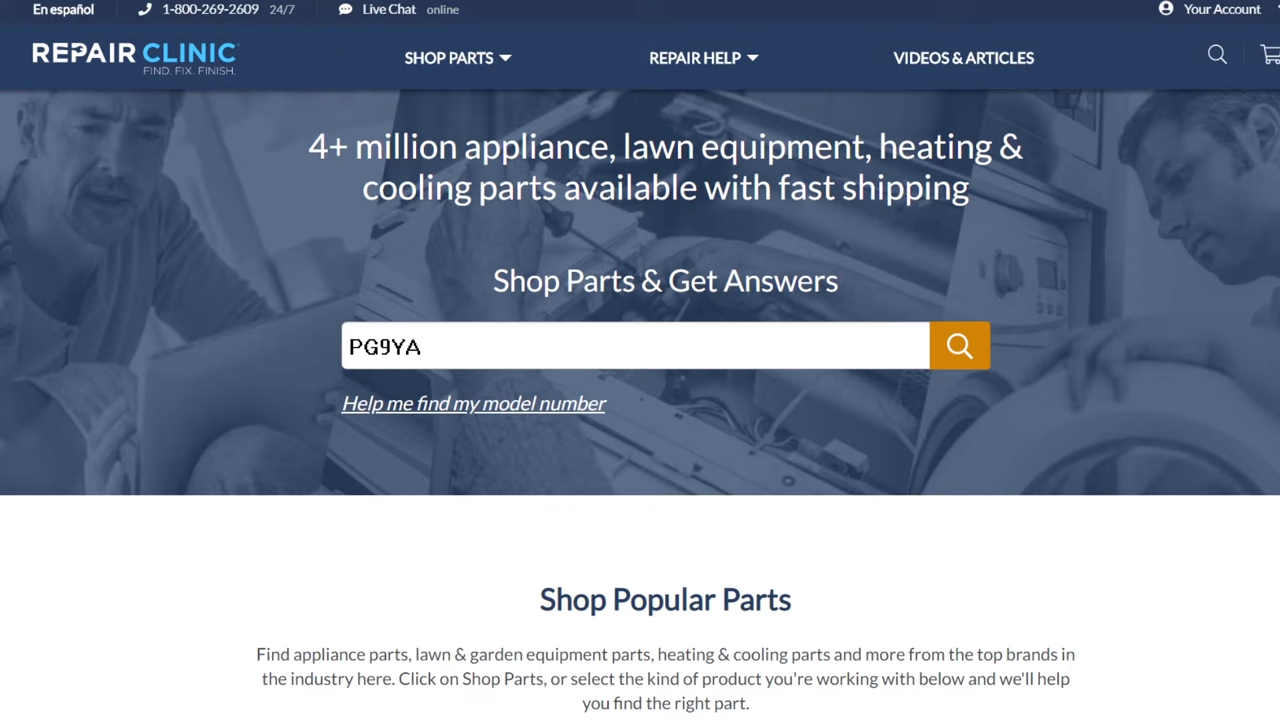 En español 1-800-269-2609 24/7 Live Chat online Your Account
REPAIR CLINIC
FIND. FIX. FINISH.
SHOP PARTS REPAIR HELP VIDEOS & ARTICLES
4+ million appliance, lawn equipment, heating &
cooling parts available with fast shipping
Shop Parts & Get Answers
PG9YA
Help me find my model number
Shop Popular Parts
Find appliance parts, lawn & garden equipment parts, heating & cooling parts and more from the top brands in
the industry here. Click on Shop Parts, or select the kind of product you're working with below and we'll help
you find the right part.